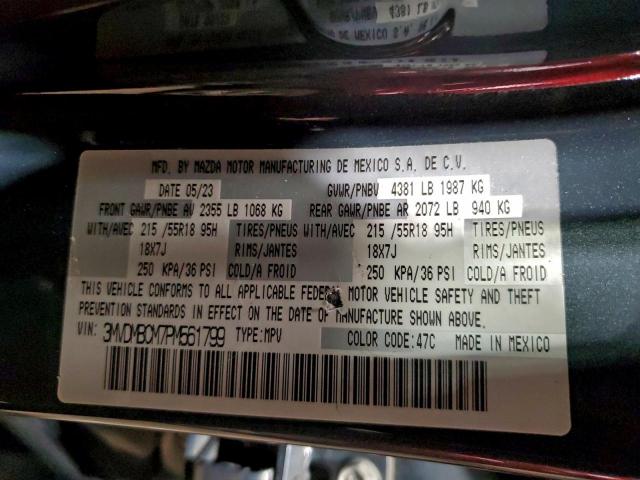 MFD. BY MAZDA MOTOR MANUFACTURING DE MEXICO S.A. DE C.V.
DATE 05/23 GVWR/PNBV 4381 LB 1987 KG
FRONT GAWR/PNBE AV 2355 LB 1068 KG REAR GAWR/PNBE AR 2072 LB 940 KG
WITH/AVEC 215 /55R18 95H TIRES/PNEUS WITH/AVEC 215 /55R18 95H TIRES/PNEUS
18X7J RIMS/JANTES 18X7J RIMS/JANTES
250 KPA/36 PSI COLD/A FROID 250 KPA/36 PSI COLD/A FROID
THIS VEHICLE CONFORMS TO ALL APPLICABLE FEDERAL MOTOR VEHICLE SAFETY AND THEFT
PREVENTION STANDARDS IN EFFECT ON THE DATE OF MANUFACTURE SHOWN ABOVE.
VIN: 3MVDMBCM7PM561799 TYPE: MPV COLOR CODE: 47C MADE IN MEXICO